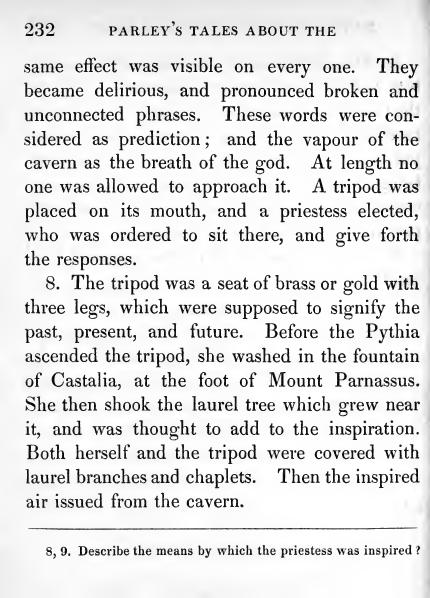 232 PARLEY'S TALES ABOUT THE
same effect was visible on every one. They
became delirious, and pronounced broken and
unconnected phrases. These words were con-
sidered as prediction; and the vapour of the
cavern as the breath of the god. At length no
one was allowed to approach it. A tripod was
placed on its mouth, and a priestess elected,
who was ordered to sit there, and give forth
the responses.
8. The tripod was a seat of brass or gold with
three legs, which were supposed to signify the
past, present, and future. Before the Pythia
ascended the tripod, she washed in the fountain
of Castalia, at the foot of Mount Parnassus.
She then shook the laurel tree which grew near
it, and was thought to add to the inspiration.
Both herself and the tripod were covered with
laurel branches and chaplets. Then the inspired
air issued from the cavern.
8, 9. Describe the means by which the priestess was inspired?